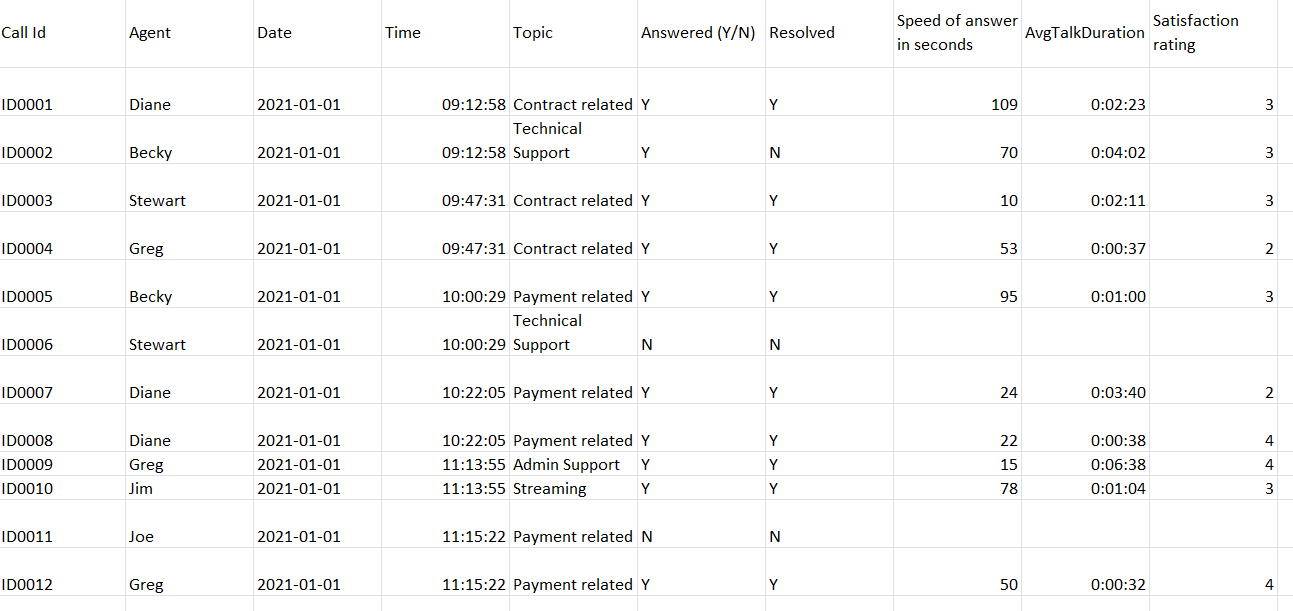 Call Id Agent Date Time Topic Answered (Y/N) Resolved Speed of answer in seconds AvgTalkDuration Satisfaction rating
ID0001 Diane 2021-01-01 09:12:58 Contract related Y Y 109 0:02:23 3
ID0002 Becky 2021-01-01 09:12:58 Technical Support Y N 70 0:04:02 3
ID0003 Stewart 2021-01-01 09:47:31 Contract related Y Y 10 0:02:11 3
ID0004 Greg 2021-01-01 09:47:31 Contract related Y Y 53 0:00:37 2
ID0005 Becky 2021-01-01 10:00:29 Payment related Y Y 95 0:01:00 3
ID0006 Stewart 2021-01-01 10:00:29 Technical Support N N
ID0007 Diane 2021-01-01 10:22:05 Payment related Y Y 24 0:03:40 2
ID0008 Diane 2021-01-01 10:22:05 Payment related Y Y 22 0:00:38 4
ID0009 Greg 2021-01-01 11:13:55 Admin Support Y Y 15 0:06:38 4
ID0010 Jim 2021-01-01 11:13:55 Streaming Y Y 78 0:01:04 3
ID0011 Joe 2021-01-01 11:15:22 Payment related N N
ID0012 Greg 2021-01-01 11:15:22 Payment related Y Y 50 0:00:32 4